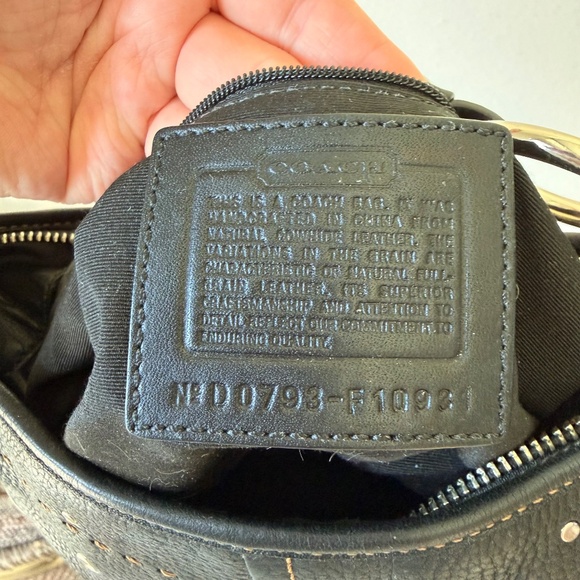 COACH
THIS IS A COACH BAG. IT WAS
HANDCRAFTED IN CHINA FROM
NATURAL COWHIDE LEATHER. THE
VARIATIONS IN THE GRAIN ARE
CHARACTERISTIC OF NATURAL FULL-
GRAIN LEATHER. ITS SUPERIOR
CRAFTSMANSHIP AND ATTENTION TO
DETAIL REFLECT OUR COMMITMENT TO
ENDURING QUALITY.
Nº D0793-F10931